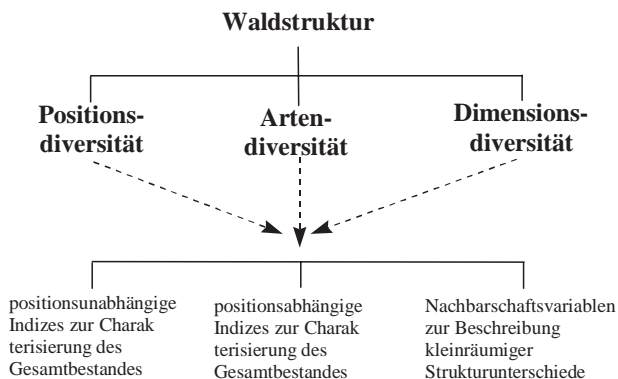 Waldstruktur
Positions-
diversität
Arten-
diversität
Dimensions-
diversität
positionsunabhängige
Indizes zur Charak
terisierung des
Gesamtbestandes
positionsabhängige
Indizes zur Charak
terisierung des
Gesamtbestandes
Nachbarschaftsvariablen
zur Beschreibung
kleinräumiger
Strukturunterschiede